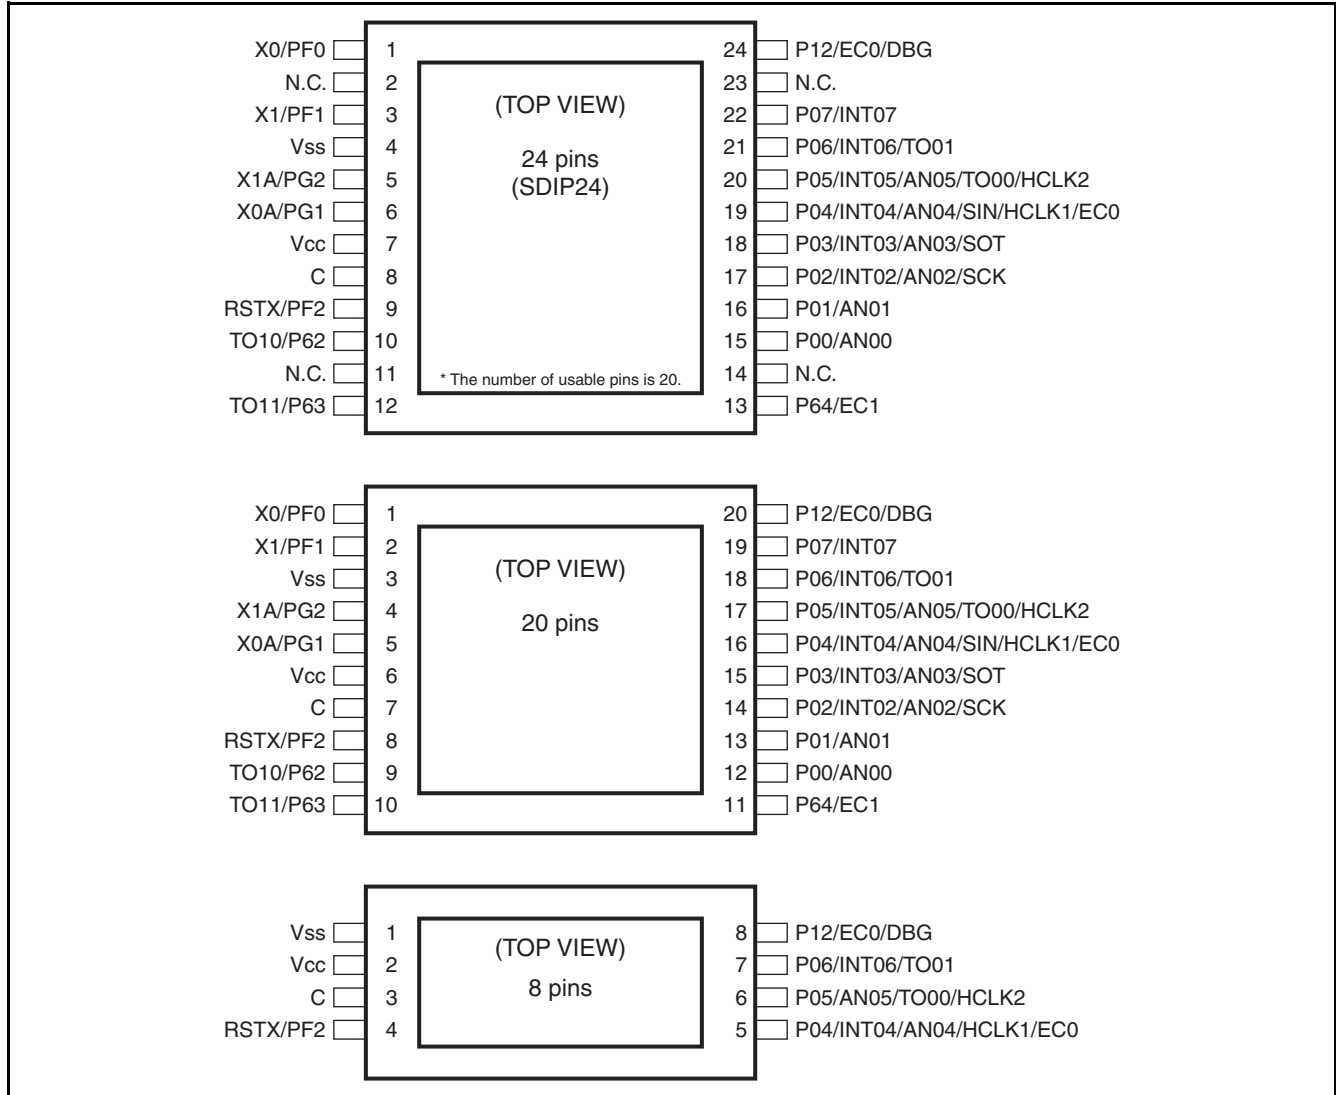 X0/PF0 1 24 P12/EC0/DBG
N.C. 2 23 N.C.
X1/PF1 3 (TOP VIEW) 22 P07/INT07
Vss 4 21 P06/INT06/TO01
24 pins
X1A/PG2 5 (SDIP24) 20 P05/INT05/AN05/TO00/HCLK2
X0A/PG1 6 19 P04/INT04/AN04/SIN/HCLK1/EC0
Vcc 7 18 P03/INT03/AN03/SOT
C 8 17 P02/INT02/AN02/SCK
RSTX/PF2 9 16 P01/AN01
TO10/P62 10 15 P00/AN00
N.C. 11 * The number of usable pins is 20. 14 N.C.
TO11/P63 12 13 P64/EC1
X0/PF0 1 20 P12/EC0/DBG
X1/PF1 2 19 P07/INT07
Vss 3 (TOP VIEW) 18 P06/INT06/TO01
X1A/PG2 4 17 P05/INT05/AN05/TO00/HCLK2
20 pins
X0A/PG1 5 16 P04/INT04/AN04/SIN/HCLK1/EC0
Vcc 6 15 P03/INT03/AN03/SOT
C 7 14 P02/INT02/AN02/SCK
RSTX/PF2 8 13 P01/AN01
TO10/P62 9 12 P00/AN00
TO11/P63 10 11 P64/EC1
Vss 1 8 P12/EC0/DBG
(TOP VIEW)
Vcc 2 7 P06/INT06/TO01
8 pins
C 3 6 P05/AN05/TO00/HCLK2
RSTX/PF2 4 5 P04/INT04/AN04/HCLK1/EC0